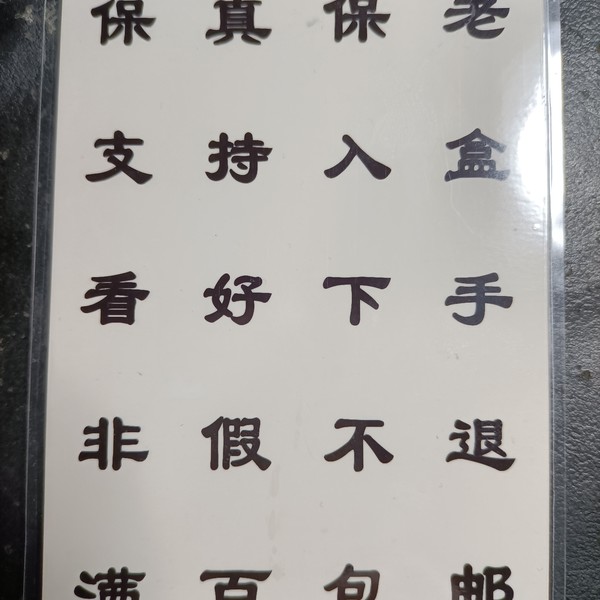 保真保老
支持入盒
看好下手
非假不退
满百包邮